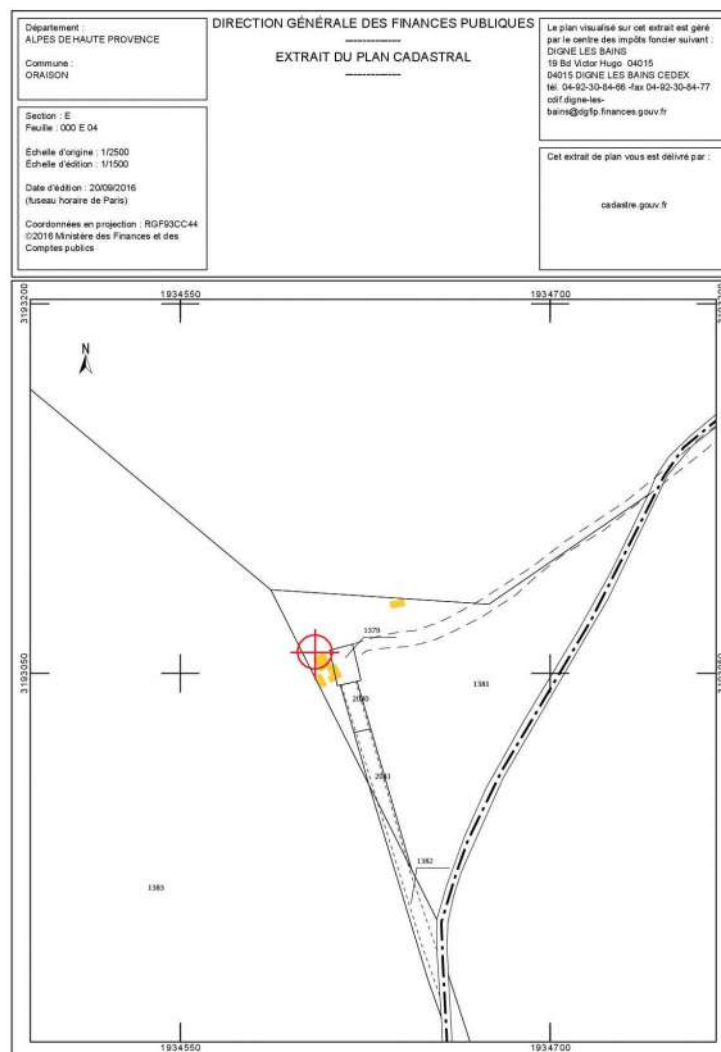 Département :
ALPES DE HAUTE PROVENCE
Commune :
ORAISON
Section : E
Feuille : 000 E 04
Échelle d'origine : 1/2500
Échelle d'édition : 1/1500
Date d'édition : 20/09/2016
(fuseau horaire de Paris)
Coordonnées en projection : RGF93CC44
©2016 Ministère des Finances et des
Comptes publics
DIRECTION GÉNÉRALE DES FINANCES PUBLIQUES
-------------------
EXTRAIT DU PLAN CADASTRAL
-------------------
Le plan visualisé sur cet extrait est géré
par le centre des impôts foncier suivant :
DIGNE LES BAINS
19 Bd Victor Hugo 04015
04015 DIGNE LES BAINS CEDEX
tél. 04-92-30-84-66 -fax 04-92-30-84-77
cdif.digne-les-
bains@dgfip.finances.gouv.fr
Cet extrait de plan vous est délivré par :
cadastre.gouv.fr
1934550
1934700
3193200
3193200
N
1379
3193050
3193050
1381
2040
2041
1382
1383
1934550
1934700